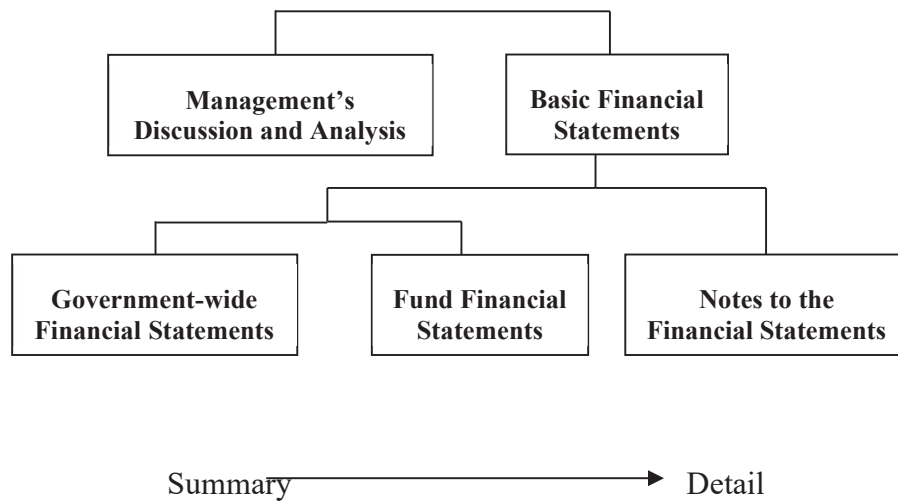 Management’s
Discussion and Analysis
Basic Financial
Statements
Government-wide
Financial Statements
Fund Financial
Statements
Notes to the
Financial Statements
Summary Detail